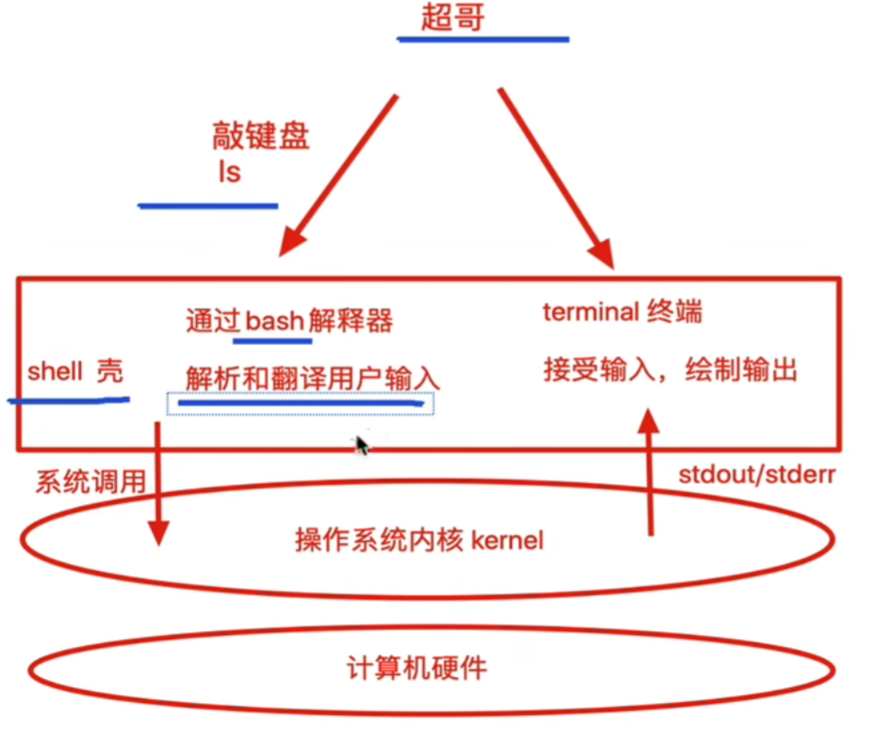 超哥
敲键盘
ls
通过bash解释器
terminal 终端
shell 壳
解析和翻译用户输入
接受输入，绘制输出
系统调用
stdout/stderr
操作系统内核 kernel
计算机硬件